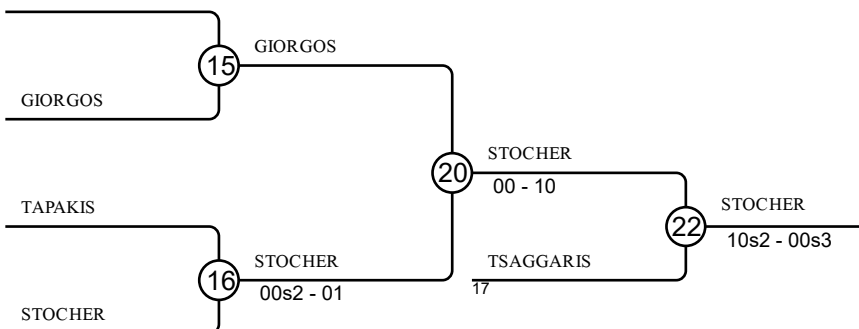 15
GIORGOS
GIORGOS
20
STOCHER
00 - 10
TAPAKIS
22
STOCHER
10s2 - 00s3
16
STOCHER
00s2 - 01
TSAGGARIS
17
STOCHER